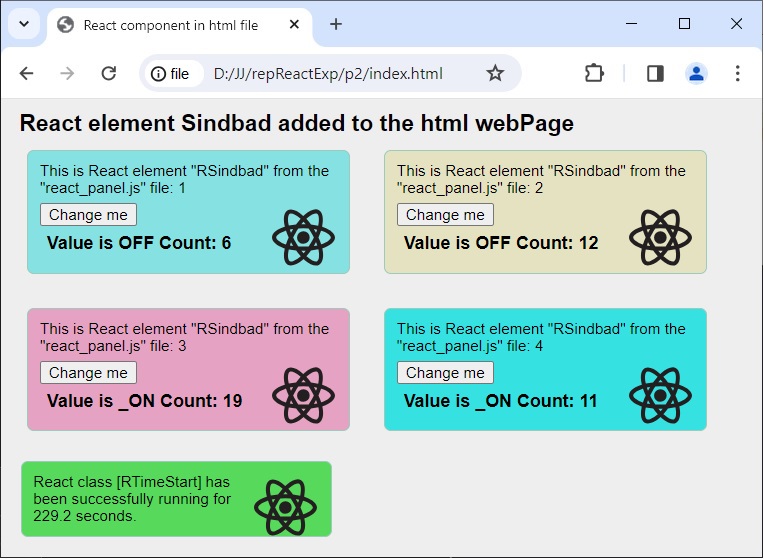 React component in html file
file D:/JJ/repReactExp/p2/index.html
React element Sindbad added to the html webPage
This is React element "RSindbad" from the
"react_panel.js" file: 1
Change me
Value is OFF Count: 6
This is React element "RSindbad" from the
"react_panel.js" file: 2
Change me
Value is OFF Count: 12
This is React element "RSindbad" from the
"react_panel.js" file: 3
Change me
Value is _ON Count: 19
This is React element "RSindbad" from the
"react_panel.js" file: 4
Change me
Value is _ON Count: 11
React class [RTimeStart] has
been successfully running for
229.2 seconds.